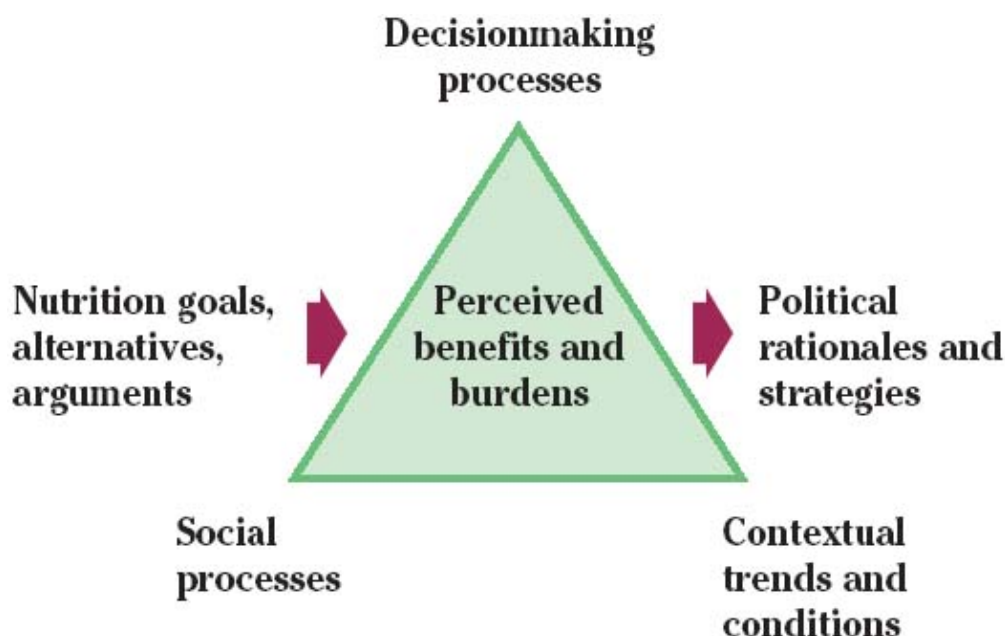 Decisionmaking
processes
Nutrition goals,
alternatives,
arguments
Perceived
benefits and
burdens
Political
rationales and
strategies
Social
processes
Contextual
trends and
conditions